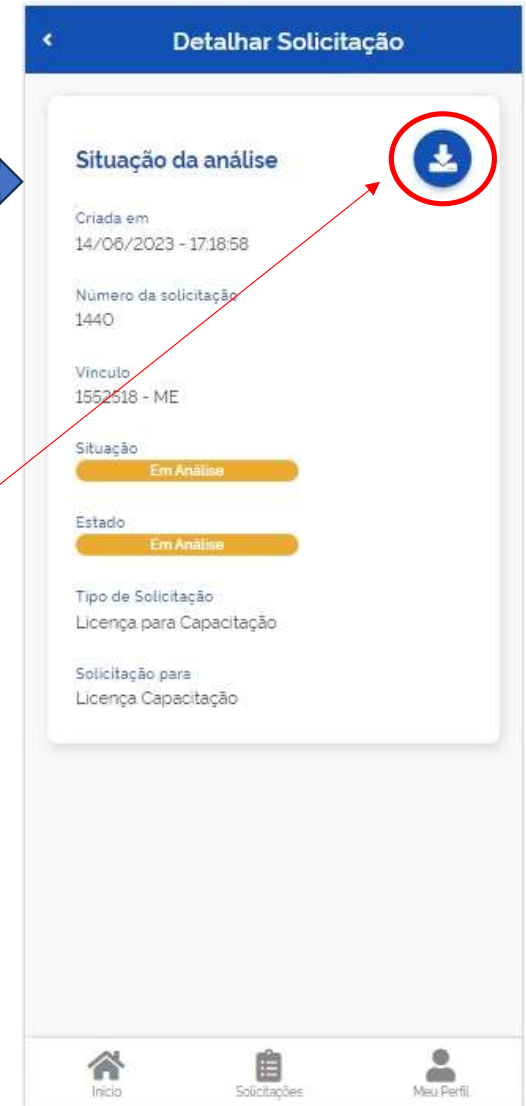 Detalhar Solicitação
Situação da análise
Criada em
14/06/2023 - 17:18:58
Número da solicitação
1440
Vínculo
1552518 - ME
Situação
Em Análise
Estado
Em Análise
Tipo de Solicitação
Licença para Capacitação
Solicitação para
Licença Capacitação
Início
Solicitações
Meu Perfil